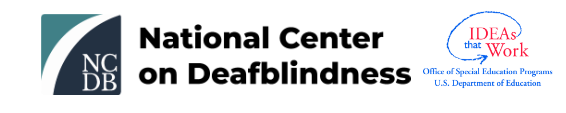 NC
DB
National Center
on Deafblindness
IDEAs
that Work
Office of Special Education Programs
U.S. Department of Education